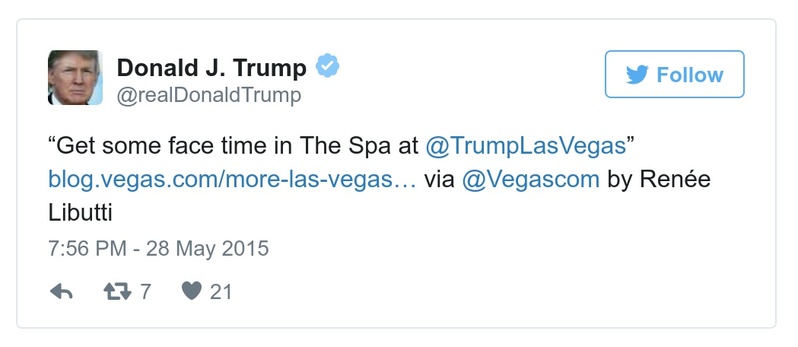 Donald J. Trump
@realDonaldTrump
Follow
“Get some face time in The Spa at @TrumpLasVegas”
blog.vegas.com/more-las-vegas… via @Vegascom by Renée
Libutti
7:56 PM - 28 May 2015
7 21